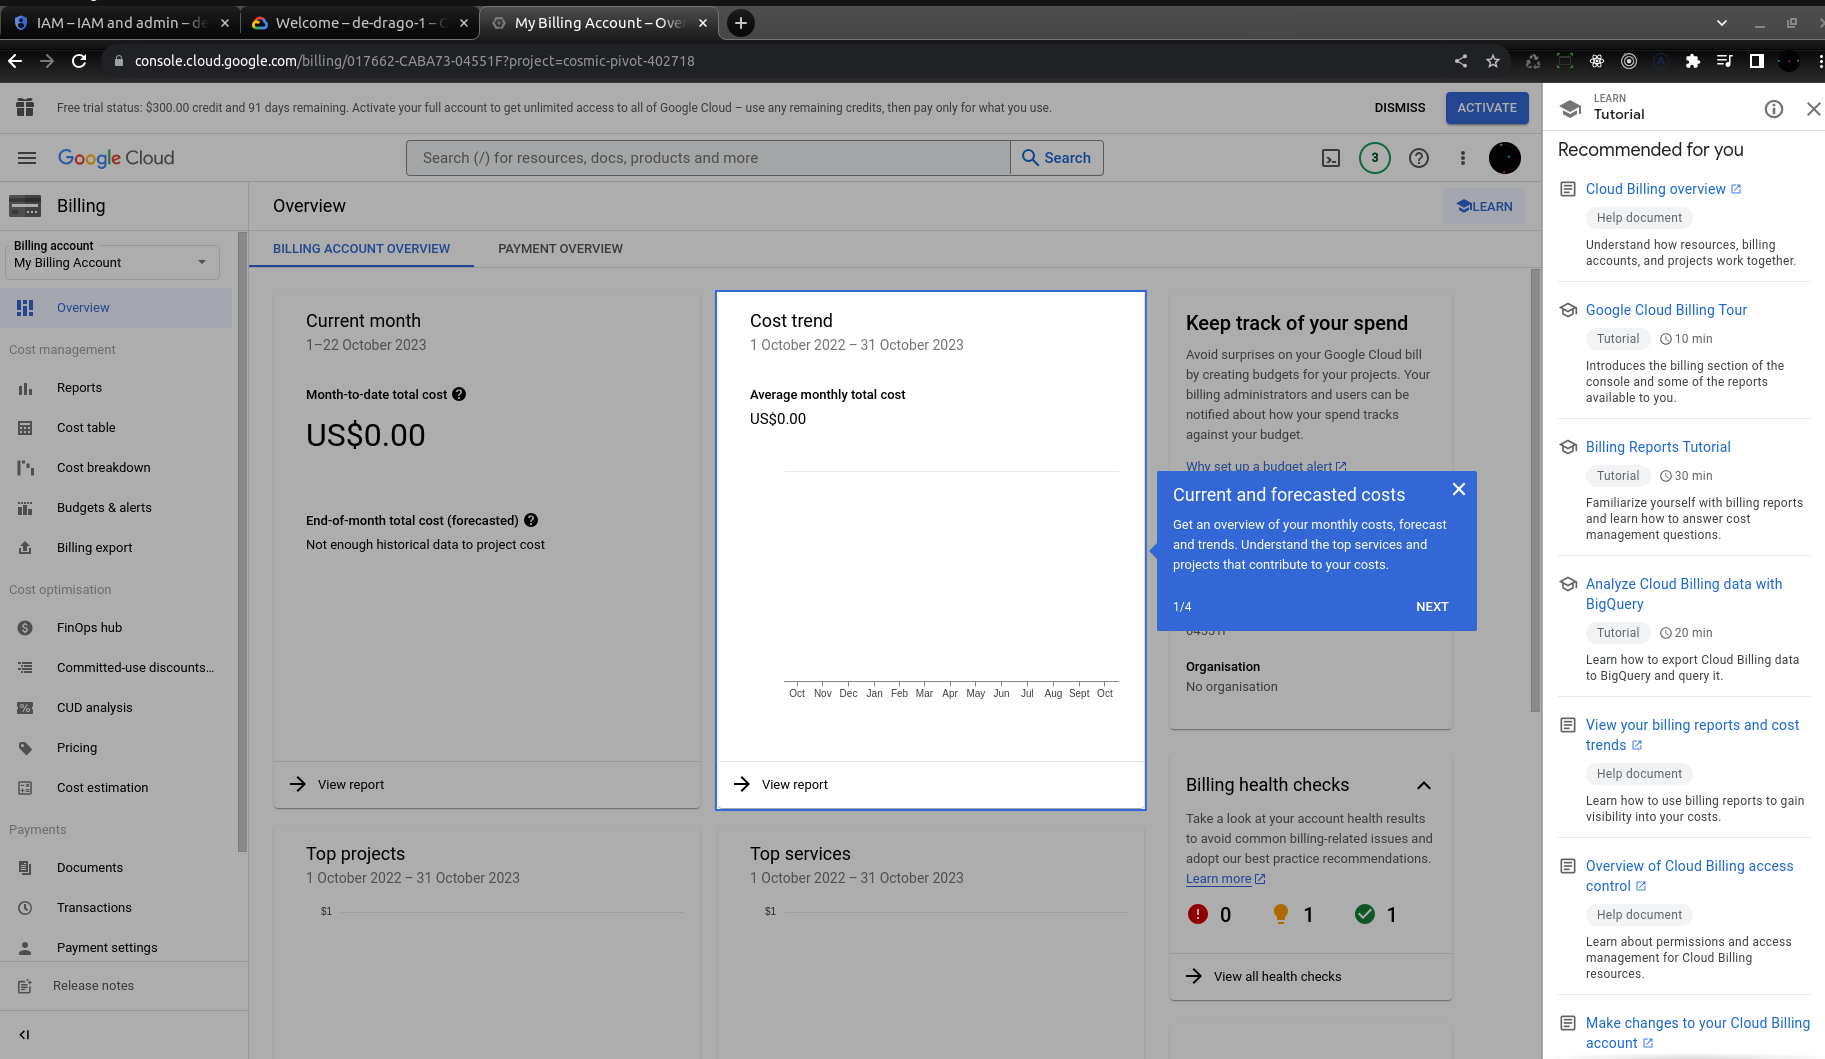 IAM – IAM and admin – de
Welcome – de-drago-1 – C
My Billing Account – Over
console.cloud.google.com/billing/017662-CABA73-04551F?project=cosmic-pivot-402718
Free trial status: $300.00 credit and 91 days remaining. Activate your full account to get unlimited access to all of Google Cloud – use any remaining credits, then pay only for what you use.
DISMISS
ACTIVATE
Google Cloud
Search (/) for resources, docs, products and more
Search
3
Billing
Billing account
My Billing Account
Overview
Cost management
Reports
Cost table
Cost breakdown
Budgets & alerts
Billing export
Cost optimisation
FinOps hub
Committed-use discounts...
CUD analysis
Pricing
Cost estimation
Payments
Documents
Transactions
Payment settings
Release notes
Overview
LEARN
BILLING ACCOUNT OVERVIEW
PAYMENT OVERVIEW
Current month
1–22 October 2023
Month-to-date total cost
US$0.00
End-of-month total cost (forecasted)
Not enough historical data to project cost
View report
Cost trend
1 October 2022 – 31 October 2023
Average monthly total cost
US$0.00
Oct Nov Dec Jan Feb Mar Apr May Jun Jul Aug Sept Oct
View report
Keep track of your spend
Avoid surprises on your Google Cloud bill
by creating budgets for your projects. Your
billing administrators and users can be
notified about how your spend tracks
against your budget.
Why set up a budget alert
Current and forecasted costs
Get an overview of your monthly costs, forecast
and trends. Understand the top services and
projects that contribute to your costs.
1/4
NEXT
Organisation
No organisation
Billing health checks
Take a look at your account health results
to avoid common billing-related issues and
adopt our best practice recommendations.
Learn more
0
1
1
View all health checks
Top projects
1 October 2022 – 31 October 2023
$1
Top services
1 October 2022 – 31 October 2023
$1
LEARN
Tutorial
Recommended for you
Cloud Billing overview
Help document
Understand how resources, billing
accounts, and projects work together.
Google Cloud Billing Tour
Tutorial
10 min
Introduces the billing section of the
console and some of the reports
available to you.
Billing Reports Tutorial
Tutorial
30 min
Familiarize yourself with billing reports
and learn how to answer cost
management questions.
Analyze Cloud Billing data with
BigQuery
Tutorial
20 min
Learn how to export Cloud Billing data
to BigQuery and query it.
View your billing reports and cost
trends
Help document
Learn how to use billing reports to gain
visibility into your costs.
Overview of Cloud Billing access
control
Help document
Learn about permissions and access
management for Cloud Billing
resources.
Make changes to your Cloud Billing
account